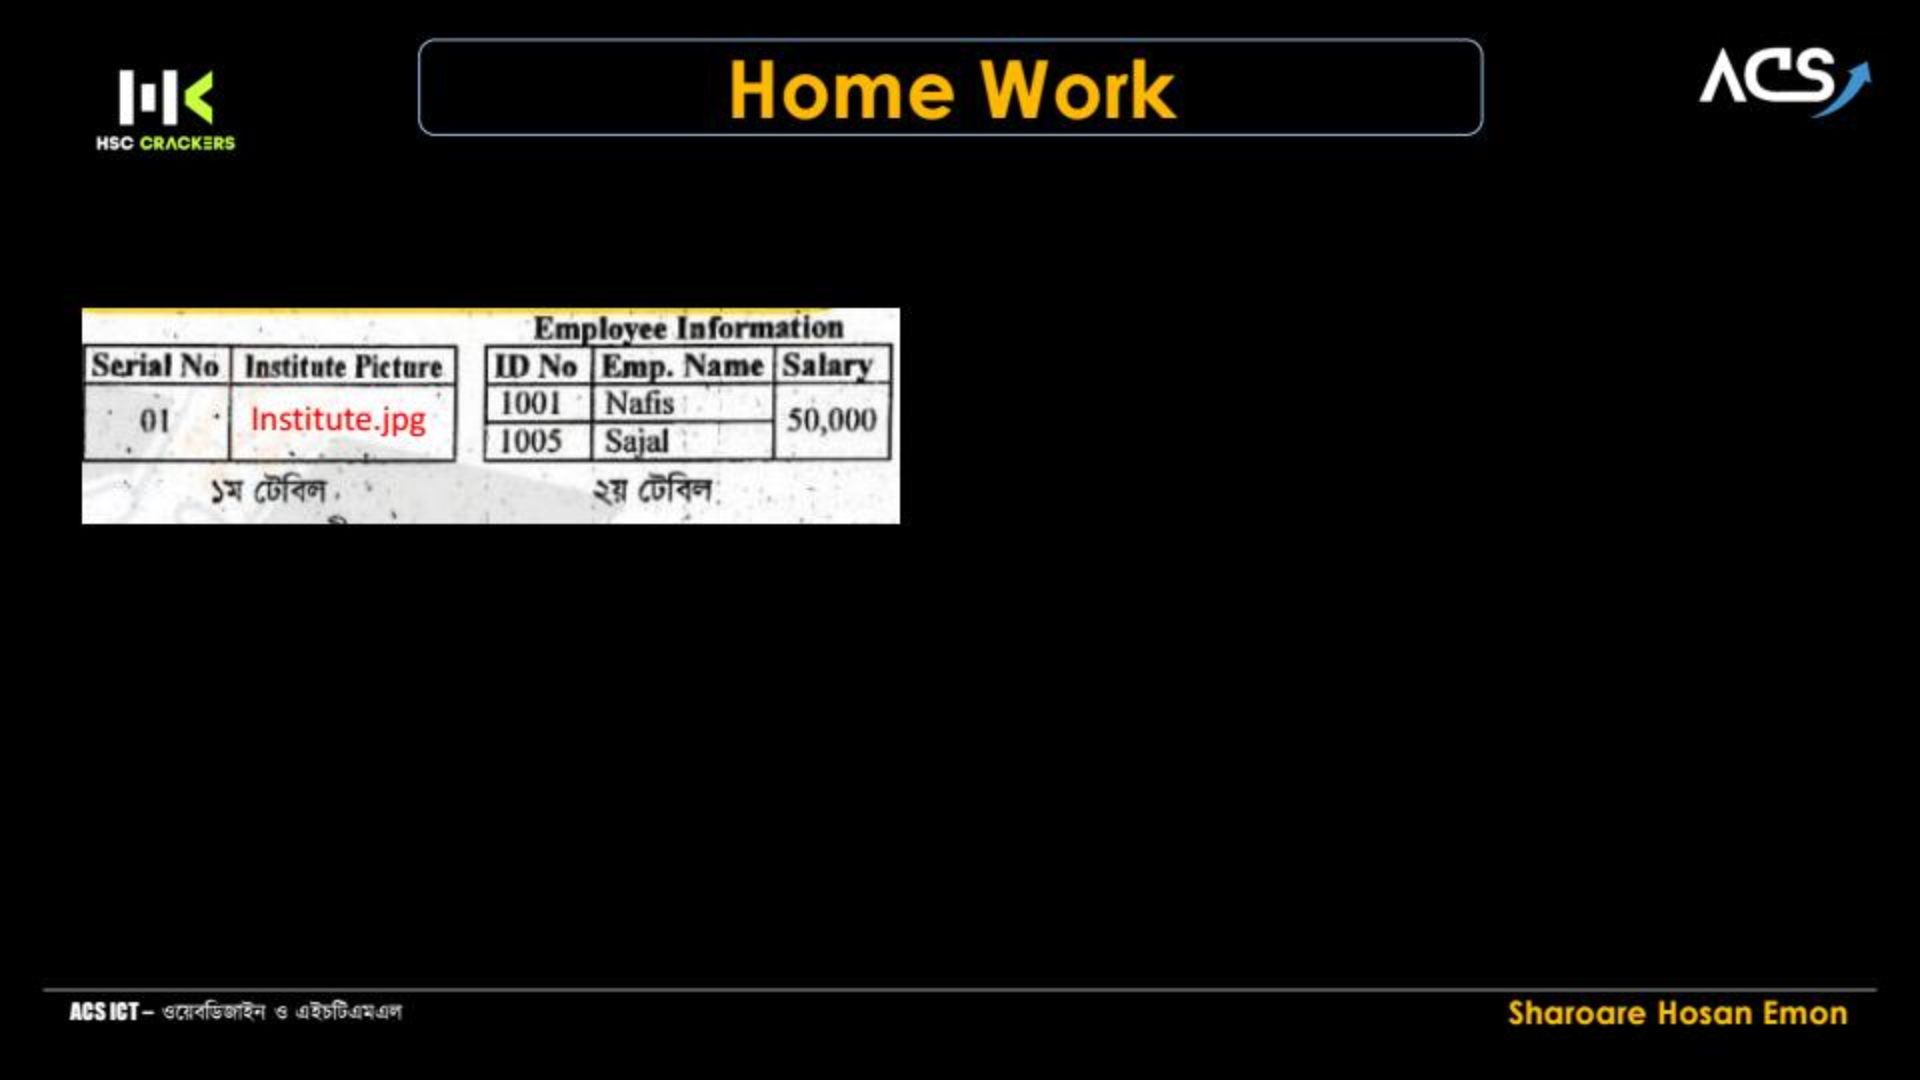 HSC CRACKERS
Home Work
ACS
Serial No Institute Picture
01 Institute.jpg
১ম টেবিল
Employee Information
ID No Emp. Name Salary
1001 Nafis 50,000
1005 Sajal
২য় টেবিল
ACS ICT – ওয়েবডিজাইন ও এইচটিএমএল
Sharoare Hosan Emon